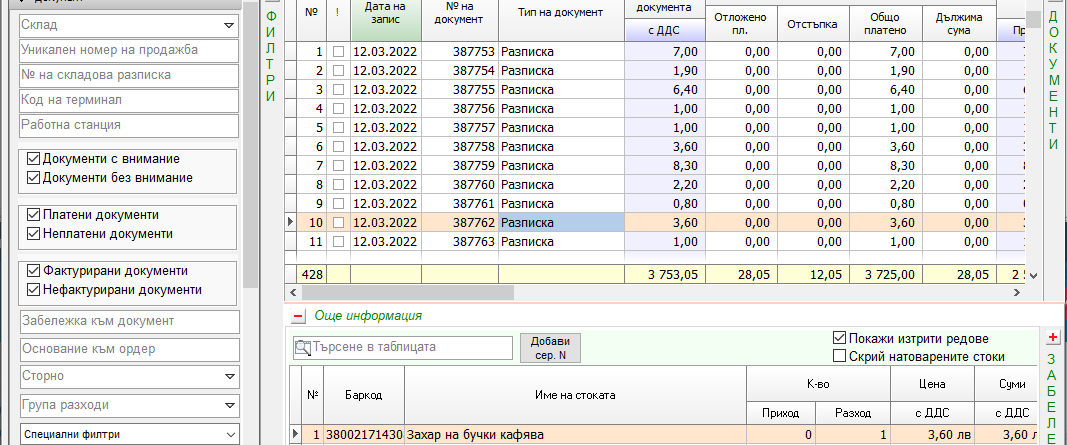 Склад
Уникален номер на продажба
№ на складова разписка
Код на терминал
Работна станция
Документи с внимание
Документи без внимание
Платени документи
Неплатени документи
Фактурирани документи
Нефактурирани документи
Забележка към документ
Основание към ордер
Сторно
Група разходи
Специални филтри
ФИЛТРИ
№ ! Дата на запис № на документ Тип на документ документа с ДДС Отложено пл. Отстъпка Общо платено Дължима сума
1 12.03.2022 387753 Разписка 7,00 0,00 0,00 7,00 0,00
2 12.03.2022 387754 Разписка 1,90 0,00 0,00 1,90 0,00
3 12.03.2022 387755 Разписка 6,40 0,00 0,00 6,40 0,00
4 12.03.2022 387756 Разписка 1,00 0,00 0,00 1,00 0,00
5 12.03.2022 387757 Разписка 1,00 0,00 0,00 1,00 0,00
6 12.03.2022 387758 Разписка 3,60 0,00 0,00 3,60 0,00
7 12.03.2022 387759 Разписка 8,30 0,00 0,00 8,30 0,00
8 12.03.2022 387760 Разписка 2,20 0,00 0,00 2,20 0,00
9 12.03.2022 387761 Разписка 0,80 0,00 0,00 0,80 0,00
10 12.03.2022 387762 Разписка 3,60 0,00 0,00 3,60 0,00
11 12.03.2022 387763 Разписка 1,00 0,00 0,00 1,00 0,00
428 3 753,05 28,05 12,05 3 725,00 28,05
ДОКУМЕНТИ
Още информация
Търсене в таблицата
Добави
сер. N
Покажи изтрити редове
Скрий натоварените стоки
№ Баркод Име на стоката К-во Цена Суми
Приход Разход с ДДС с ДДС
1 38002171430 Захар на бучки кафява 0 1 3,60 лв 3,60
ЗАБЕЛЕ